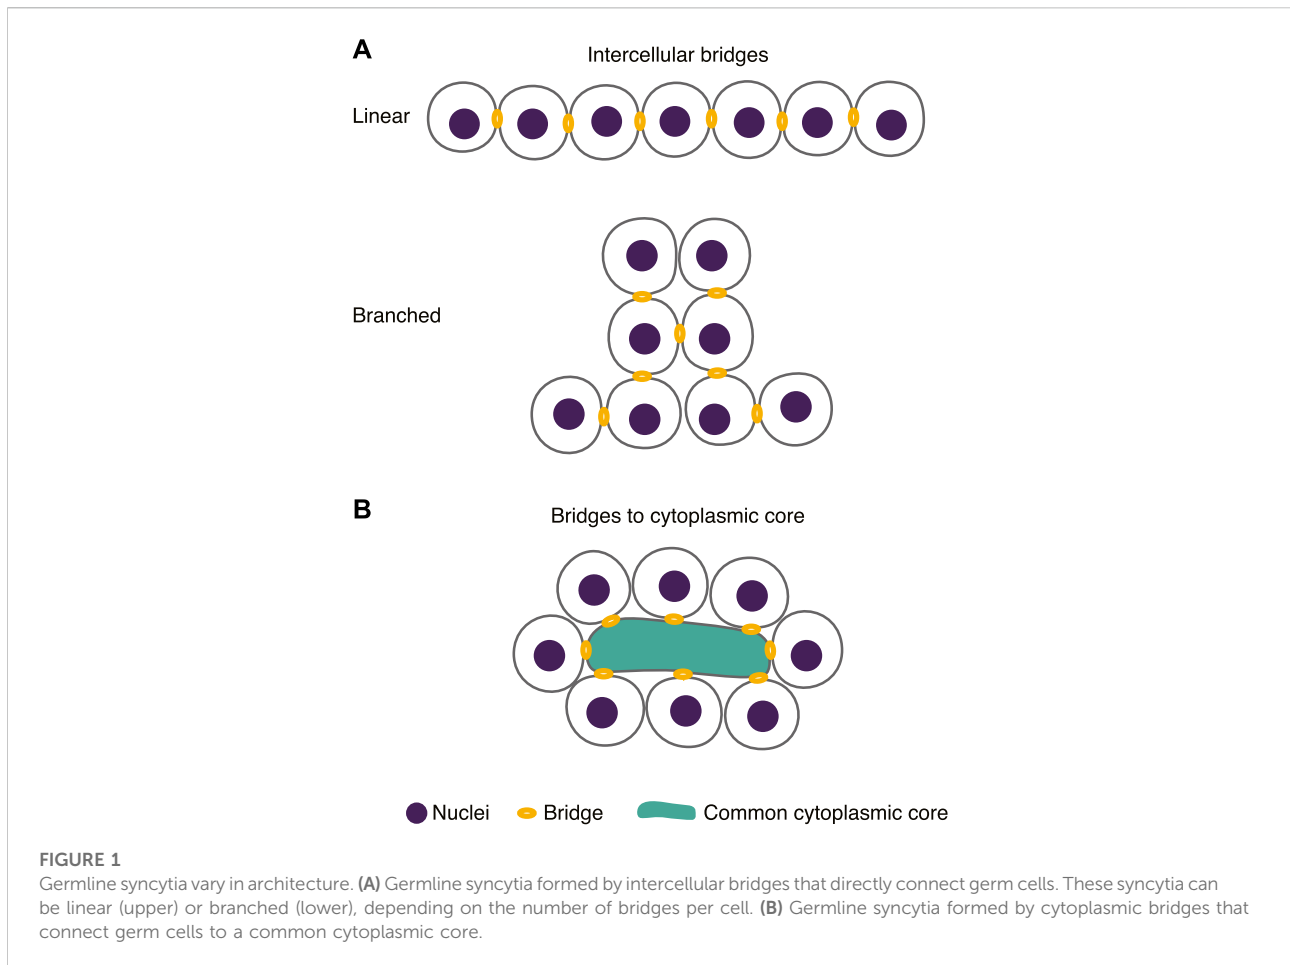 A
Intercellular bridges
Linear
Branched
B
Bridges to cytoplasmic core
Nuclei Bridge Common cytoplasmic core
FIGURE 1
Germline syncytia vary in architecture. (A) Germline syncytia formed by intercellular bridges that directly connect germ cells. These syncytia can
be linear (upper) or branched (lower), depending on the number of bridges per cell. (B) Germline syncytia formed by cytoplasmic bridges that
connect germ cells to a common cytoplasmic core.